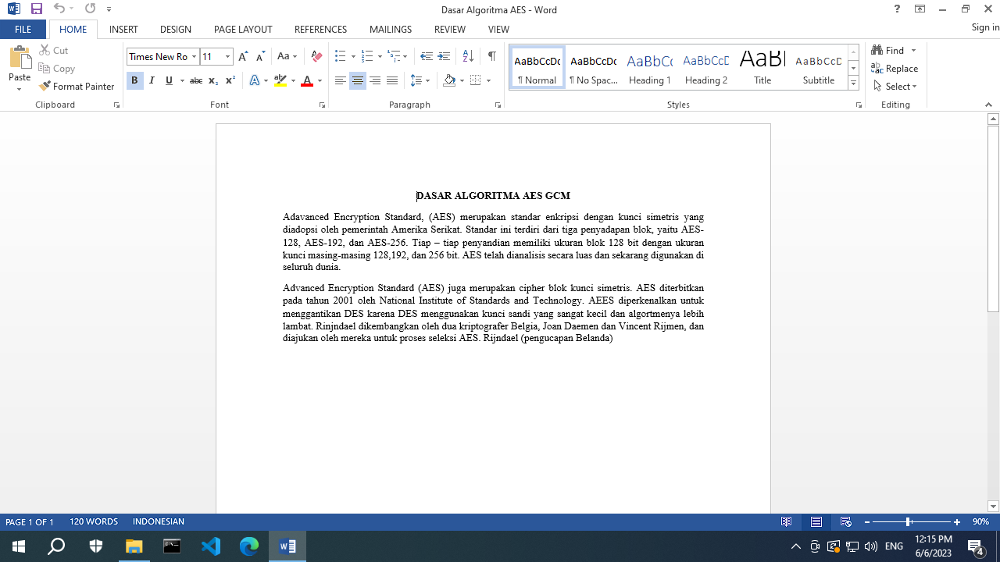 Dasar Algoritma AES - Word
Sign in
FILE HOME INSERT DESIGN PAGE LAYOUT REFERENCES MAILINGS REVIEW VIEW
Paste
Cut
Copy
Format Painter
Clipboard
Times New Ro 11
Font
Paragraph
AaBbCcDc AaBbCcDc AaBbCc AaBbCcD AaBb AaBbCcD
¶ Normal ¶ No Spac... Heading 1 Heading 2 Title Subtitle
Styles
Find
Replace
Select
Editing
DASAR ALGORITMA AES GCM
Adavanced Encryption Standard, (AES) merupakan standar enkripsi dengan kunci simetris yang
diadopsi oleh pemerintah Amerika Serikat. Standar ini terdiri dari tiga penyadapan blok, yaitu AES-
128, AES-192, dan AES-256. Tiap – tiap penyandian memiliki ukuran blok 128 bit dengan ukuran
kunci masing-masing 128,192, dan 256 bit. AES telah dianalisis secara luas dan sekarang digunakan di
seluruh dunia.
Advanced Encryption Standard (AES) juga merupakan cipher blok kunci simetris. AES diterbitkan
pada tahun 2001 oleh National Institute of Standards and Technology. AEES diperkenalkan untuk
menggantikan DES karena DES menggunakan kunci sandi yang sangat kecil dan algortmenya lebih
lambat. Rinjndael dikembangkan oleh dua kriptografer Belgia, Joan Daemen dan Vincent Rijmen, dan
diajukan oleh mereka untuk proses seleksi AES. Rijndael (pengucapan Belanda)
PAGE 1 OF 1 120 WORDS INDONESIAN 90%
ENG
12:15 PM
6/6/2023
4